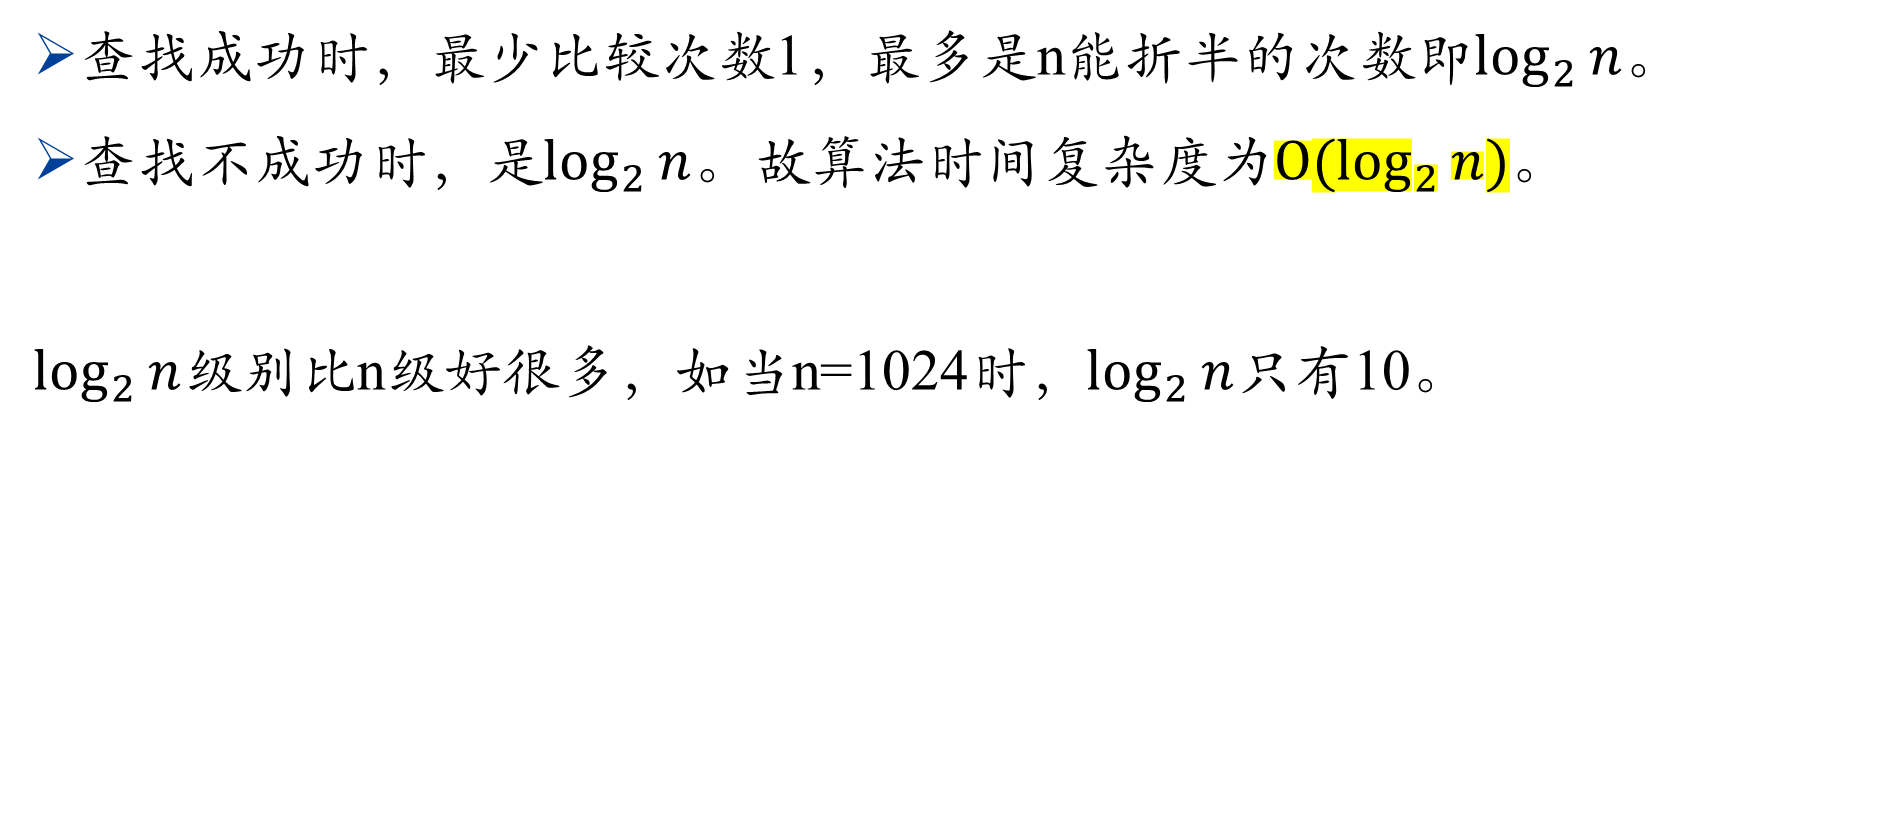 ➢查找成功时，最少比较次数1，最多是n能折半的次数即log₂ n。
➢查找不成功时，是log₂ n。故算法时间复杂度为O(log₂ n)。
log₂ n级别比n级好很多，如当n=1024时，log₂ n只有10。